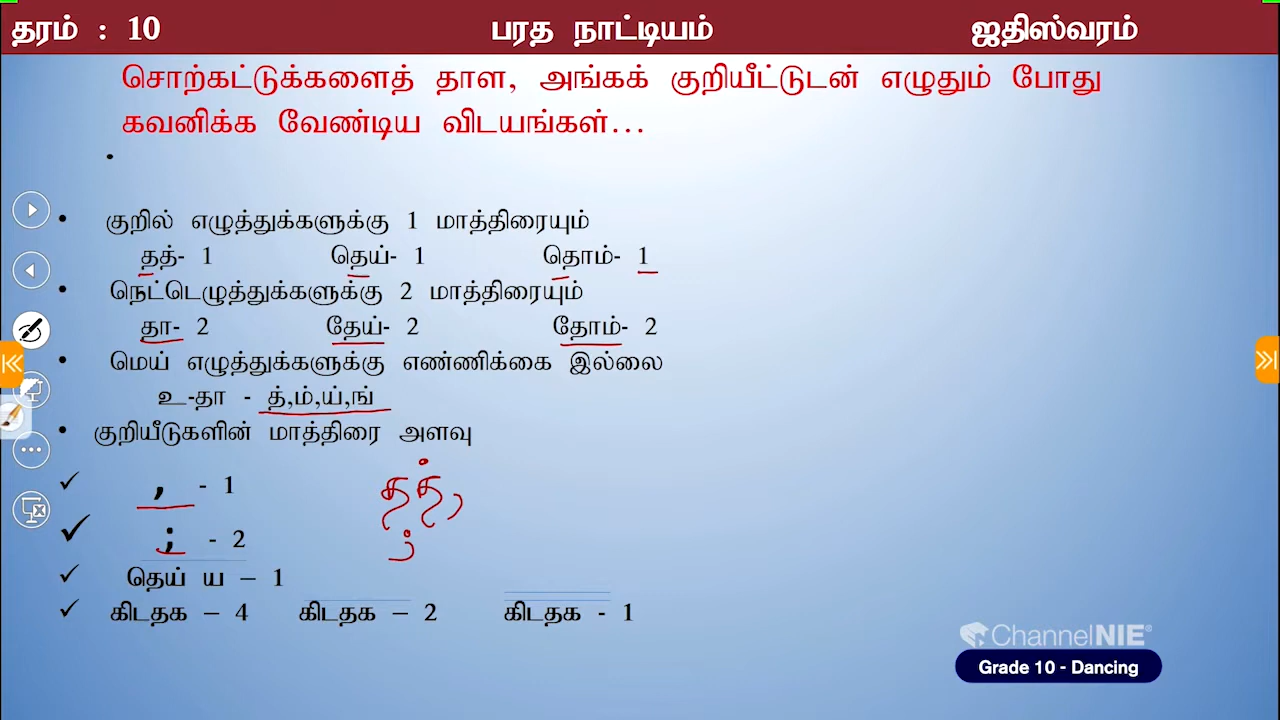 தரம் : 10 பரத நாட்டியம் ஜதிஸ்வரம்
சொற்கட்டுக்களைத் தாள, அங்கக் குறியீட்டுடன் எழுதும் போது
கவனிக்க வேண்டிய விடயங்கள்...
• குறில் எழுத்துக்களுக்கு 1 மாத்திரையும்
தத்- 1 தெய்- 1 தொம்- 1
• நெட்டெழுத்துக்களுக்கு 2 மாத்திரையும்
தா- 2 தேய்- 2 தோம்- 2
• மெய் எழுத்துக்களுக்கு எண்ணிக்கை இல்லை
உ-தா - த்,ம்,ய்,ங்
• குறியீடுகளின் மாத்திரை அளவு
✓ , - 1
தத்,
✓ ; - 2
✓ தெய் ய – 1
✓ கிடதக – 4 கிடதக – 2 கிடதக - 1
ChannelNIE
Grade 10 - Dancing